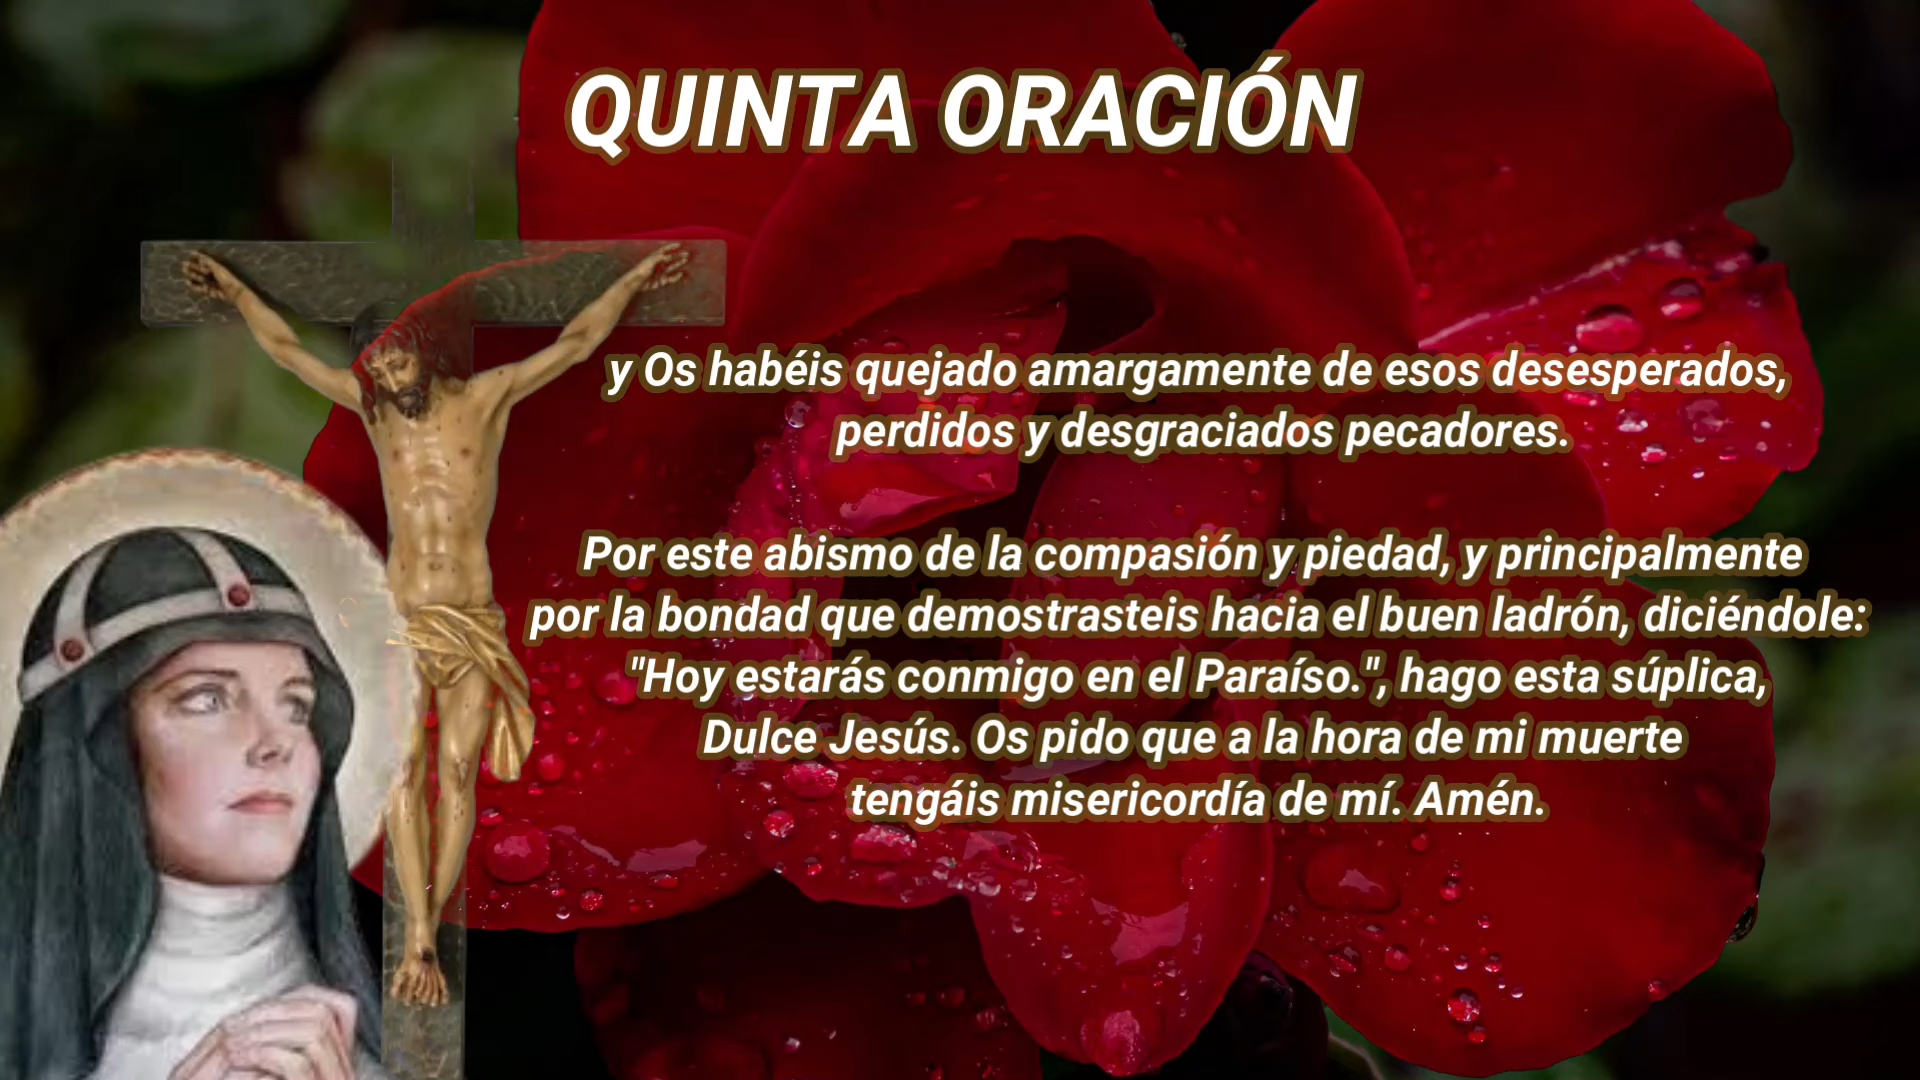 QUINTA ORACIÓN
y Os habéis quejado amargamente de esos desesperados,
perdidos y desgraciados pecadores.
Por este abismo de la compasión y piedad, y principalmente
por la bondad que demostrasteis hacia el buen ladrón, diciéndole:
"Hoy estarás conmigo en el Paraíso.", hago esta súplica,
Dulce Jesús. Os pido que a la hora de mi muerte
tengáis misericordía de mí. Amén.